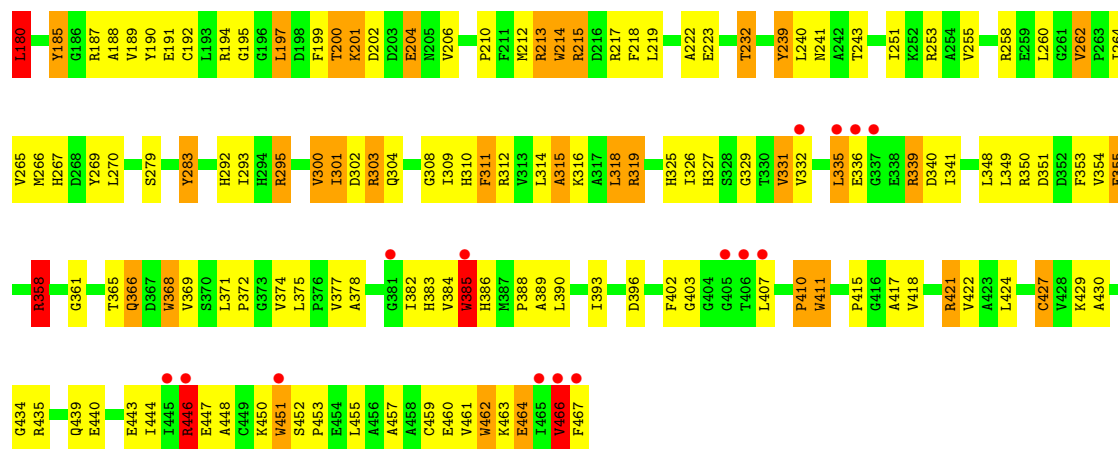 L180 Y185 G186 R187 A188 V189 Y190 E191 C192 L193 R194 G195 G196 L197 D198 F199 T200 K201 D202 D203 E204 N205 V206 P210 F211 M212 R213 W214 R215 D216 R217 F218 L219 A222 E223 T232 Y239 L240 N241 A242 T243 I251 K252 R253 A254 V255 R258 E259 L260 G261 V262 P263
V265 M266 H267 D268 Y269 L270 S279 Y283 H292 I293 H294 R295 V300 I301 D302 R303 Q304 G308 I309 H310 F311 R312 V313 L314 A315 K316 A317 L318 R319 H325 I326 H327 S328 G329 T330 V331 V332 L335 E336 G337 E338 R339 D340 I341 L348 L349 R350 D351 D352 F353 V354
R358 G361 T365 Q366 D367 W368 V369 S370 L371 P372 G373 V374 L375 P376 V377 A378 G381 I382 H383 V384 W385 H386 M387 P388 A389 L390 I393 D396 F402 G403 G404 D405 T406 L407 P410 W411 P415 G416 A417 V418 R421 V422 A423 L424 C427 V428 K429 A430
G434 R435 Q439 E440 E443 I444 I445 R446 E447 A448 C449 K450 W451 S452 P453 E454 L455 A456 A457 A458 C459 E460 V461 W462 K463 E464 I465 V466 F467